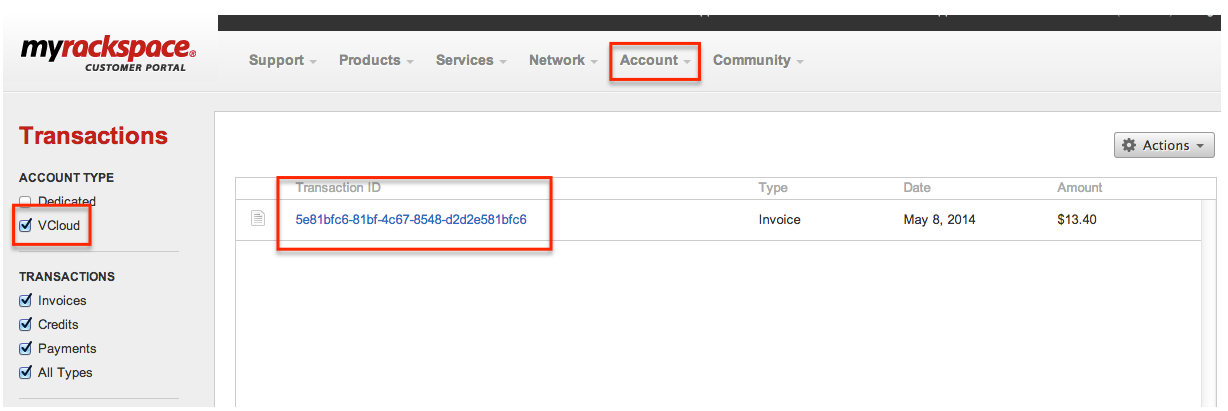 myrackspace®
CUSTOMER PORTAL
Support Products Services Network Account Community
Transactions
Actions
ACCOUNT TYPE
Dedicated
VCloud
Transaction ID Type Date Amount
5e81bfc6-81bf-4c67-8548-d2d2e581bfc6 Invoice May 8, 2014 $13.40
TRANSACTIONS
Invoices
Credits
Payments
All Types